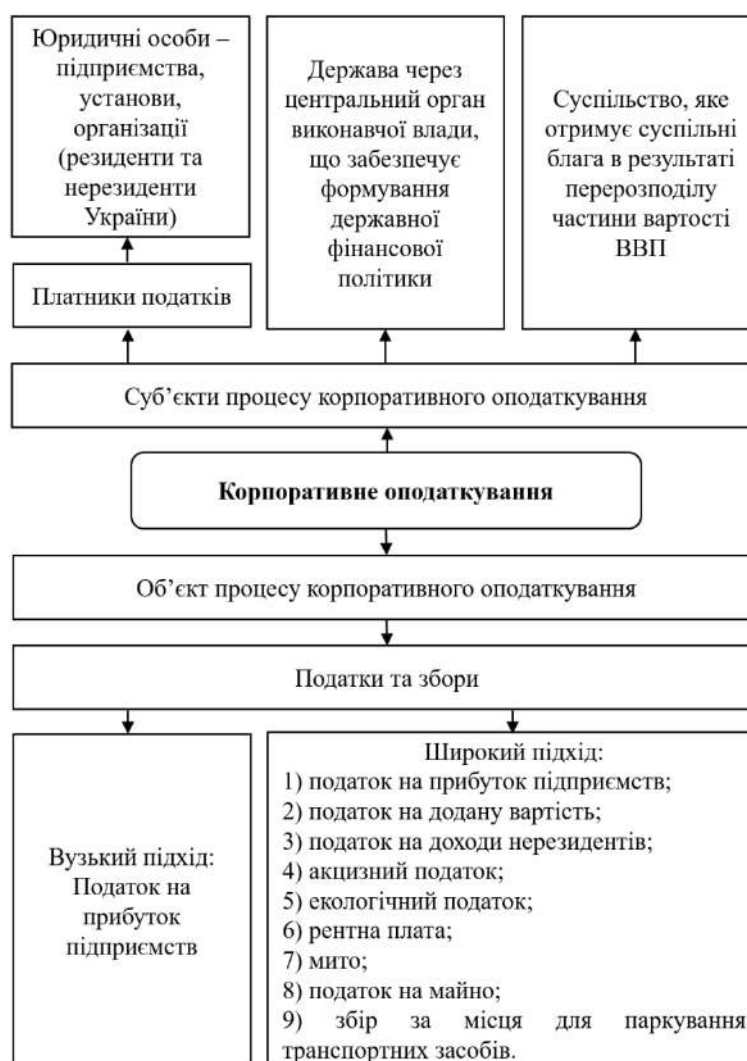 Юридичні особи –
підприємства,
установи,
організації
(резиденти та
нерезиденти
України)
Платники податків
Держава через
центральний орган
виконавчої влади,
що забезпечує
формування
державної
фінансової
політики
Суспільство, яке
отримує суспільні
блага в результаті
перерозподілу
частини вартості
ВВП
Суб’єкти процесу корпоративного оподаткування
Корпоративне оподаткування
Об’єкт процесу корпоративного оподаткування
Податки та збори
Вузький підхід:
Податок на
прибуток
підприємств
Широкий підхід:
1) податок на прибуток підприємств;
2) податок на додану вартість;
3) податок на доходи нерезидентів;
4) акцизний податок;
5) екологічний податок;
6) рентна плата;
7) мито;
8) податок на майно;
9) збір за місця для паркування
транспортних засобів.